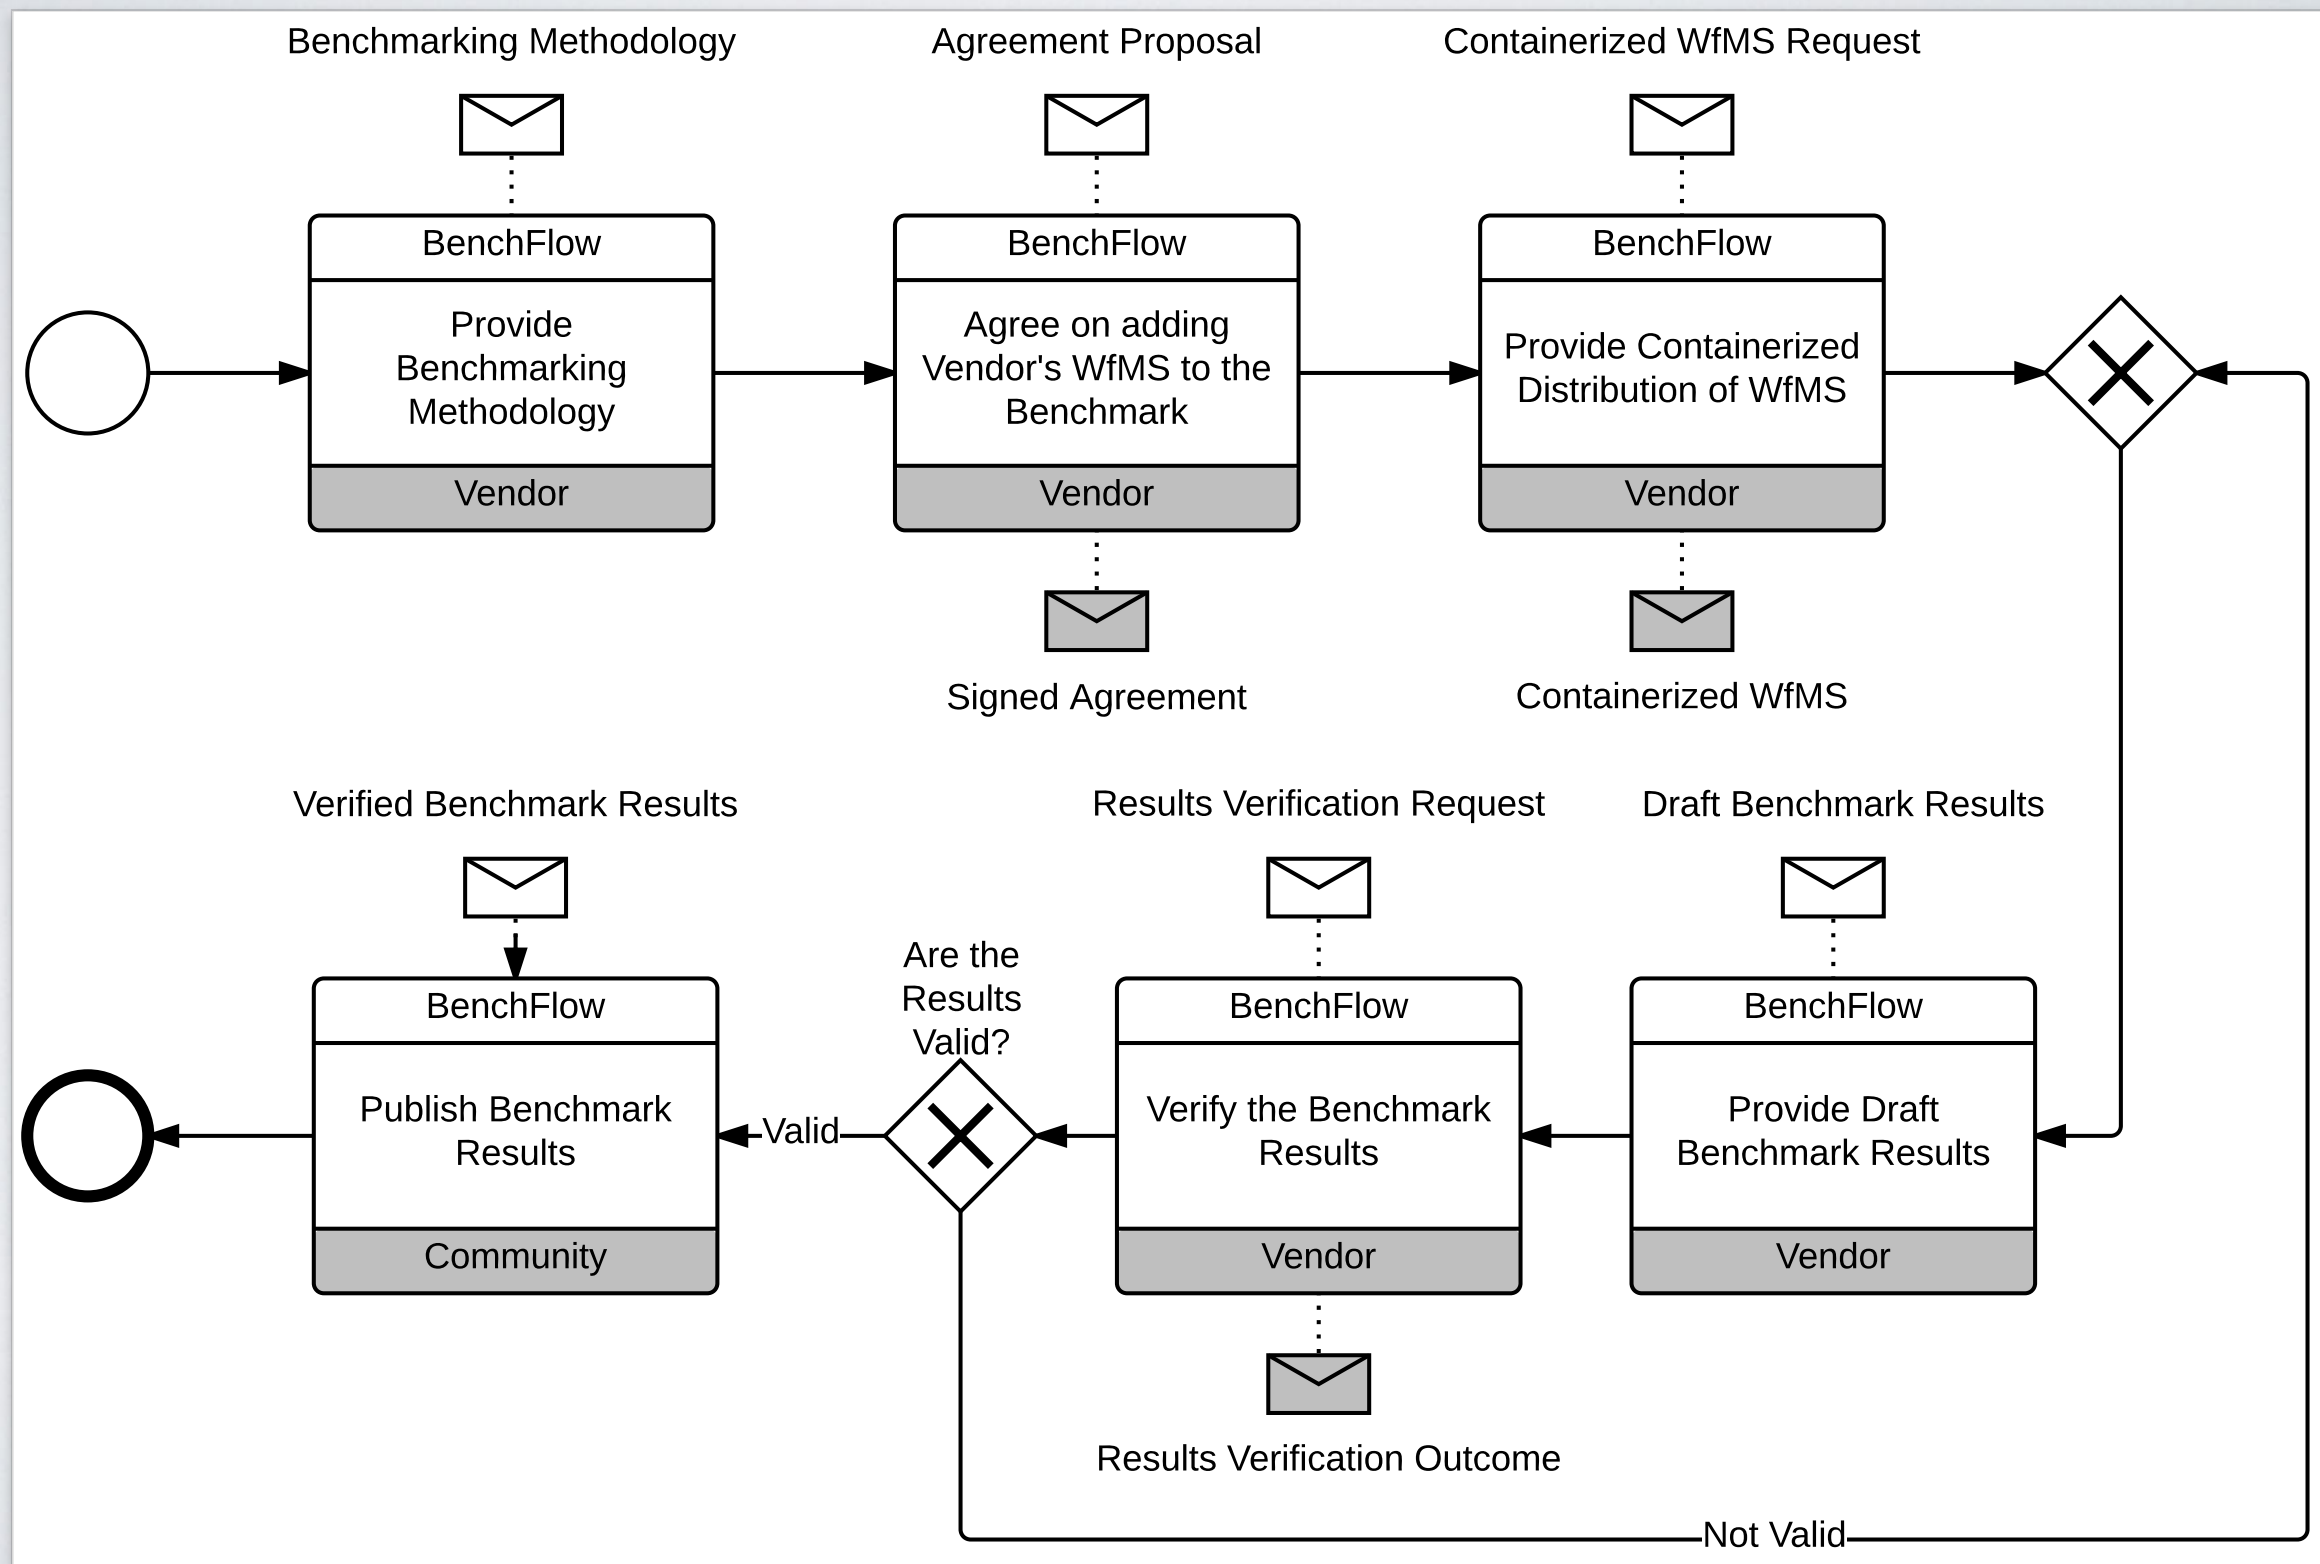 Benchmarking Methodology
Agreement Proposal
Containerized WfMS Request
BenchFlow
Provide
Benchmarking
Methodology
Vendor
BenchFlow
Agree on adding
Vendor's WfMS to the
Benchmark
Vendor
BenchFlow
Provide Containerized
Distribution of WfMS
Vendor
Signed Agreement
Containerized WfMS
Verified Benchmark Results
Results Verification Request
Draft Benchmark Results
BenchFlow
Publish Benchmark
Results
Community
Valid
Are the
Results
Valid?
BenchFlow
Verify the Benchmark
Results
Vendor
BenchFlow
Provide Draft
Benchmark Results
Vendor
Results Verification Outcome
Not Valid